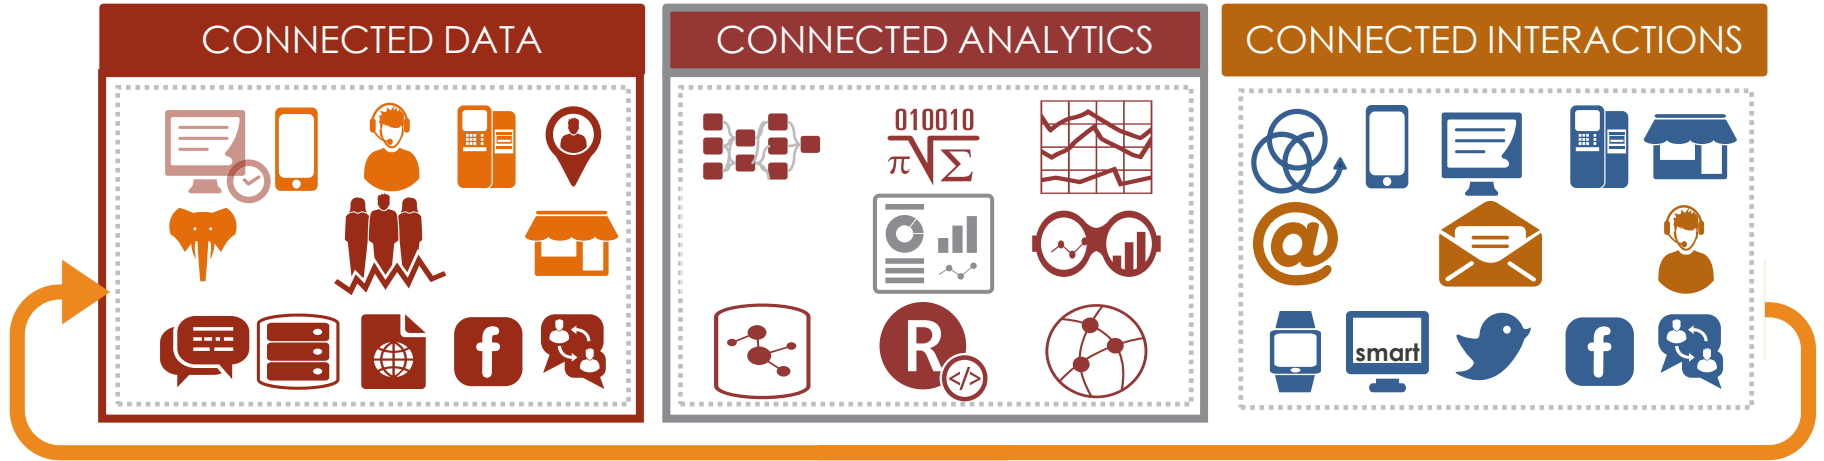 CONNECTED DATA
CONNECTED ANALYTICS
CONNECTED INTERACTIONS
010010
π√Σ
@
f
R
</>
smart
f